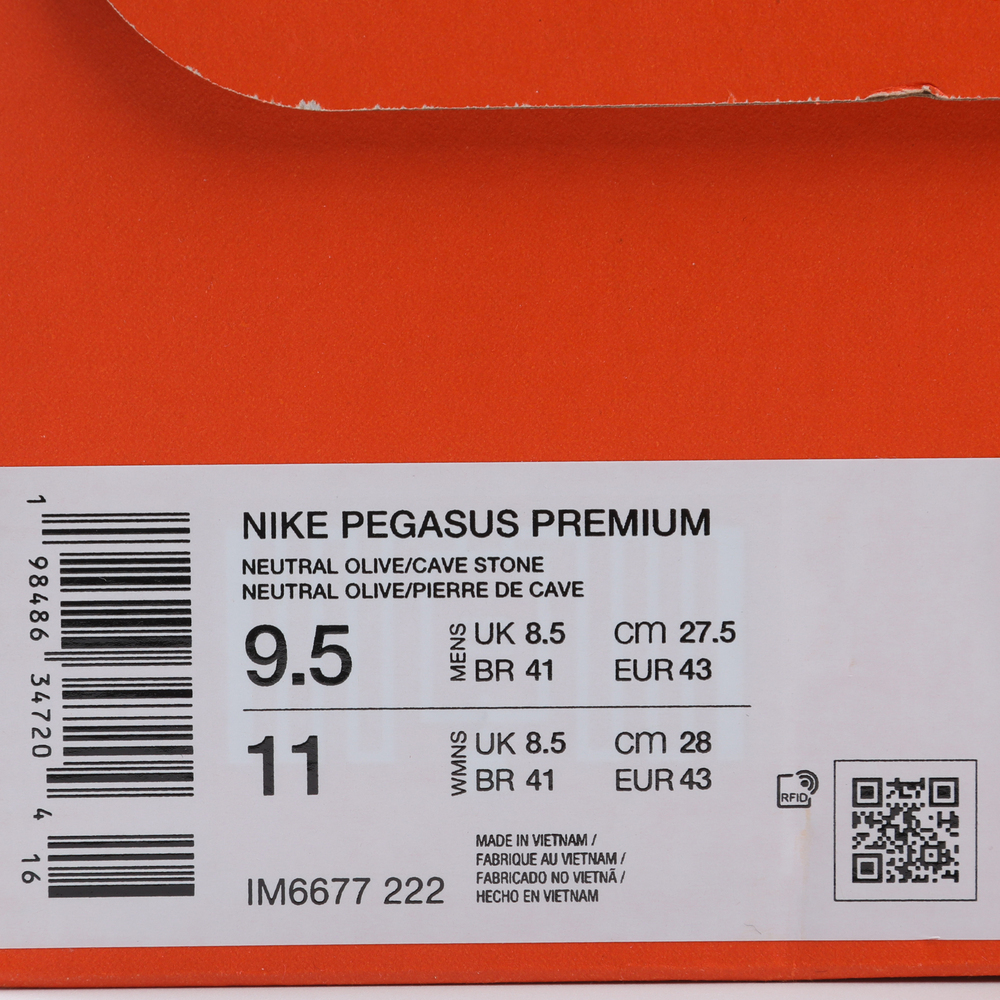 NIKE PEGASUS PREMIUM
NEUTRAL OLIVE/CAVE STONE
NEUTRAL OLIVE/PIERRE DE CAVE
9.5 MENS UK 8.5 cm 27.5
BR 41 EUR 43
11 WMNS UK 8.5 cm 28
BR 41 EUR 43
MADE IN VIETNAM /
FABRIQUE AU VIETNAM /
FABRICADO NO VIETNÃ /
HECHO EN VIETNAM
IM6677 222
RFID
1 98486 34720 4 16